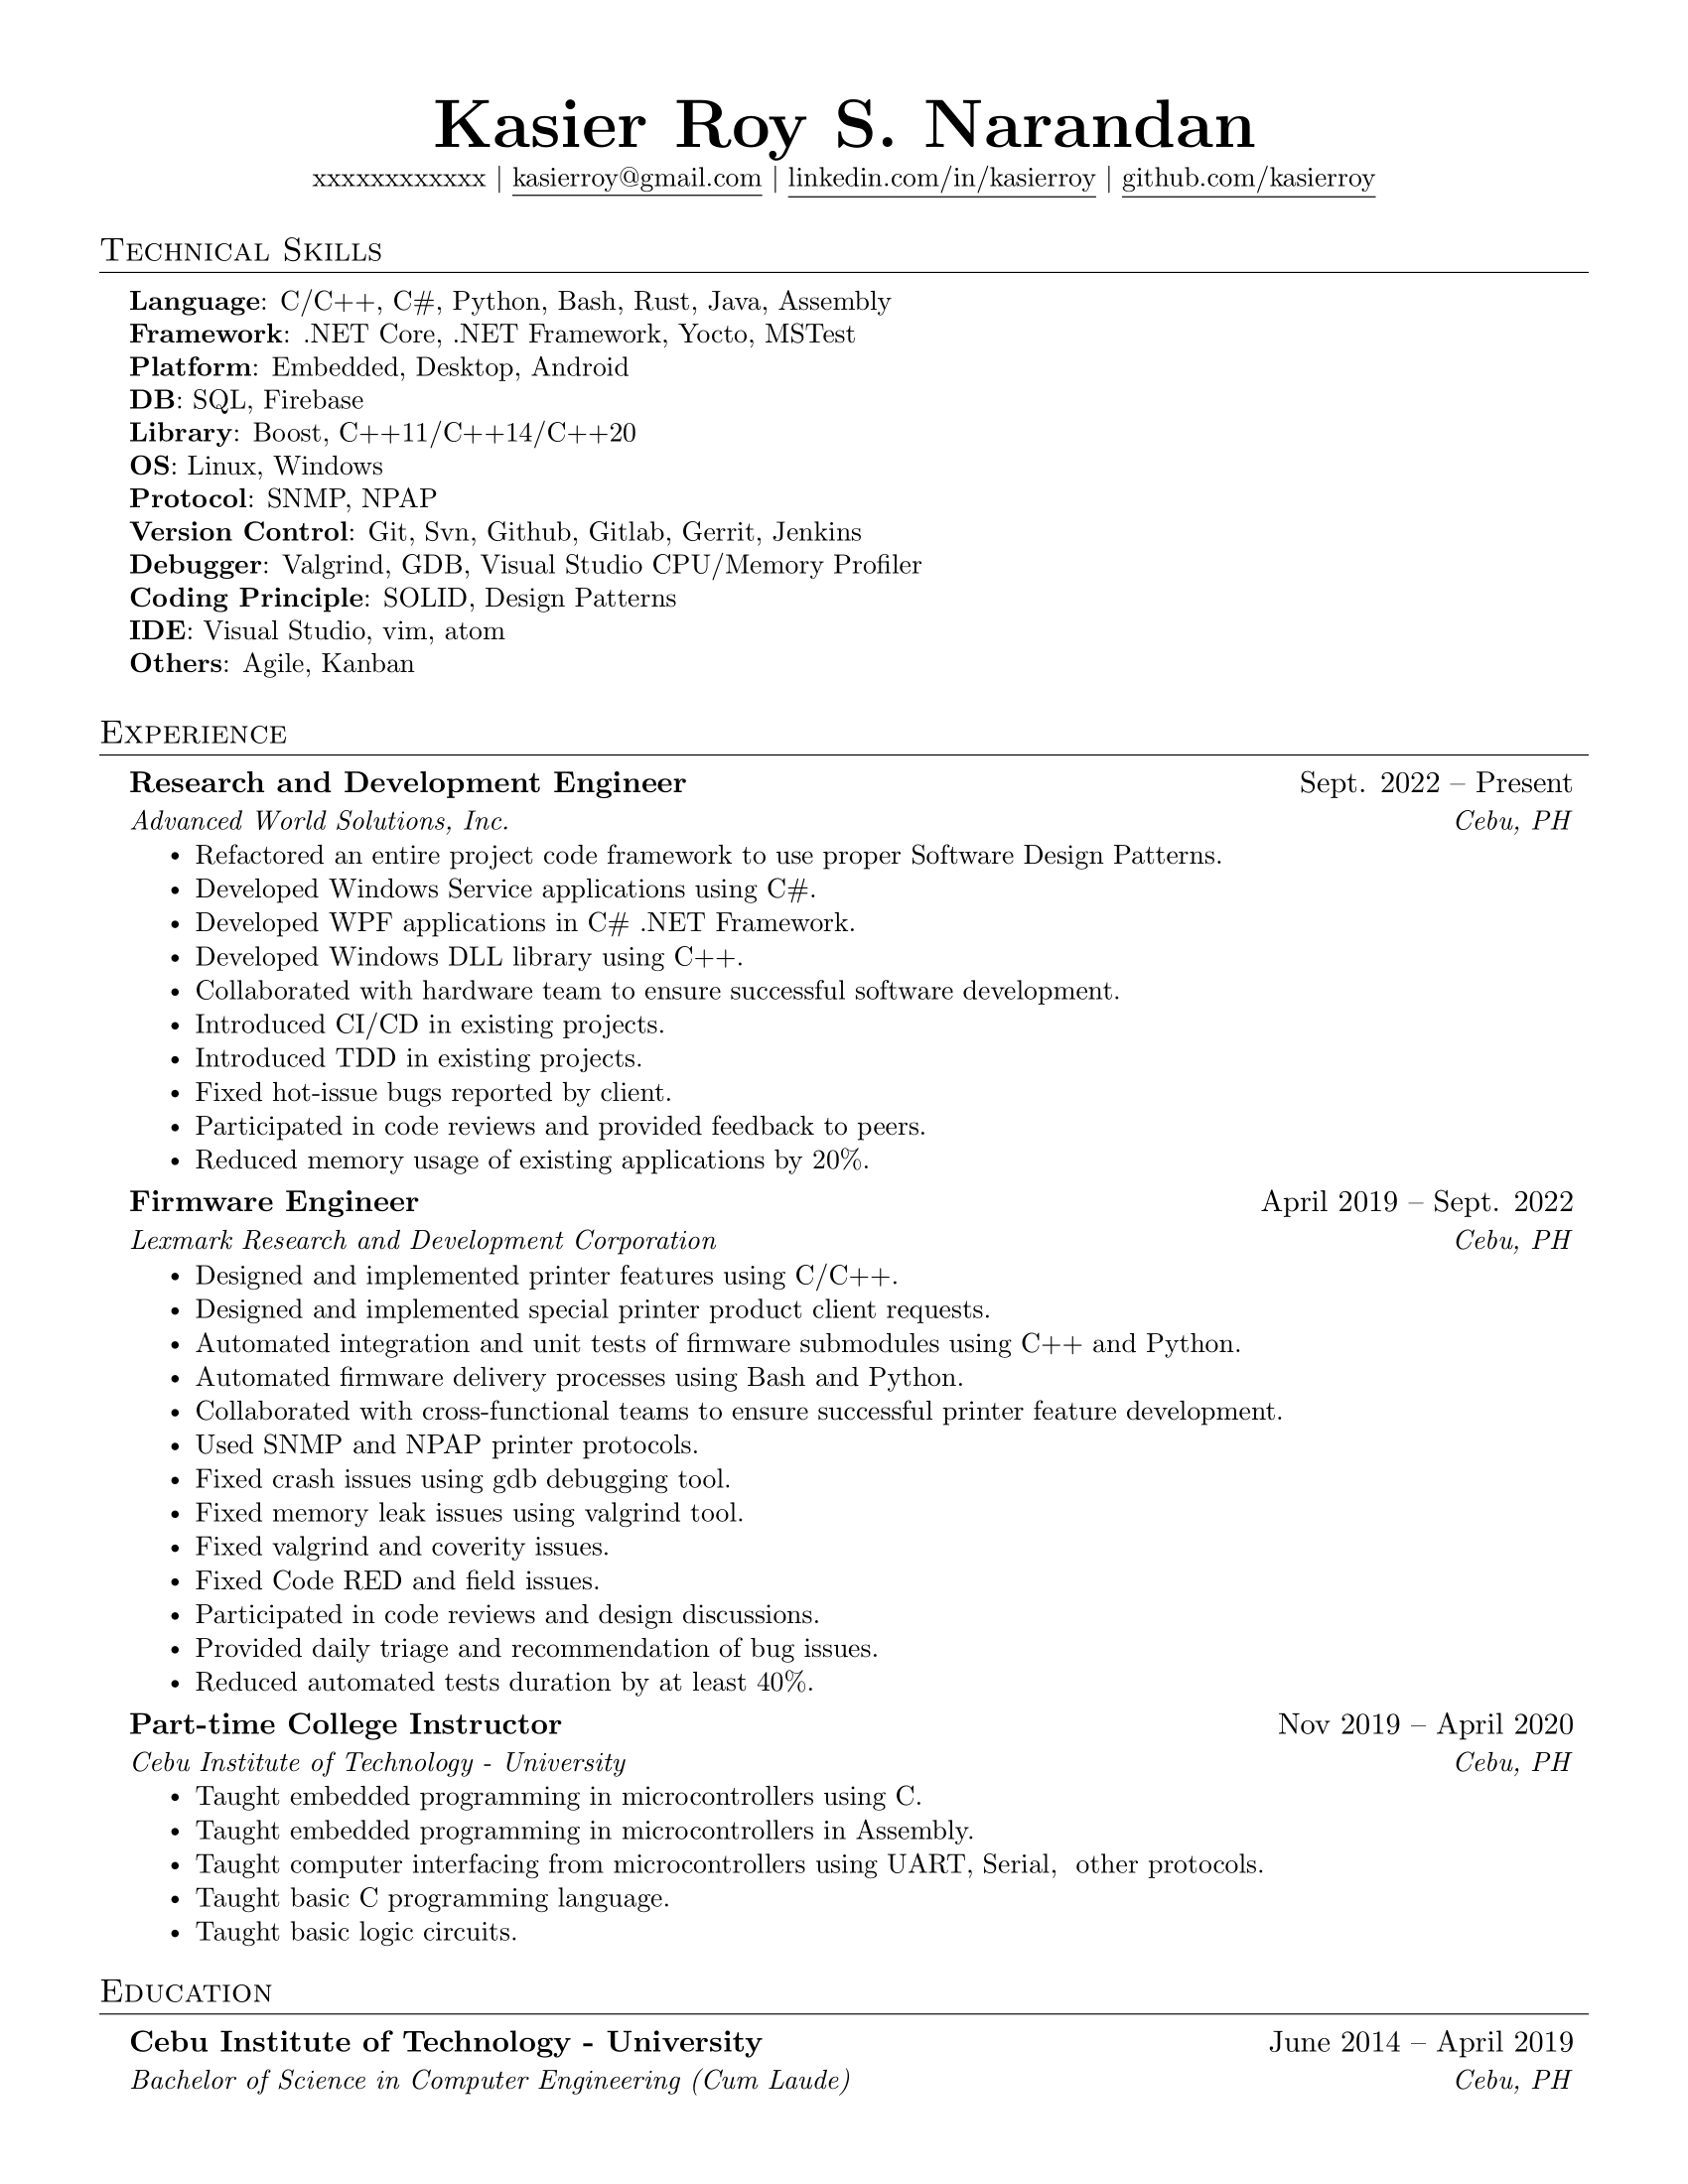 Kasier Roy S. Narandan
xxxxxxxxxxxx | kasierroy@gmail.com | linkedin.com/in/kasierroy | github.com/kasierroy
Technical Skills
Language: C/C++, C#, Python, Bash, Rust, Java, Assembly
Framework: .NET Core, .NET Framework, Yocto, MSTest
Platform: Embedded, Desktop, Android
DB: SQL, Firebase
Library: Boost, C++11/C++14/C++20
OS: Linux, Windows
Protocol: SNMP, NPAP
Version Control: Git, Svn, Github, Gitlab, Gerrit, Jenkins
Debugger: Valgrind, GDB, Visual Studio CPU/Memory Profiler
Coding Principle: SOLID, Design Patterns
IDE: Visual Studio, vim, atom
Others: Agile, Kanban
Experience
Research and Development Engineer Sept. 2022 – Present
Advanced World Solutions, Inc. Cebu, PH
• Refactored an entire project code framework to use proper Software Design Patterns.
• Developed Windows Service applications using C#.
• Developed WPF applications in C# .NET Framework.
• Developed Windows DLL library using C++.
• Collaborated with hardware team to ensure successful software development.
• Introduced CI/CD in existing projects.
• Introduced TDD in existing projects.
• Fixed hot-issue bugs reported by client.
• Participated in code reviews and provided feedback to peers.
• Reduced memory usage of existing applications by 20%.
Firmware Engineer April 2019 – Sept. 2022
Lexmark Research and Development Corporation Cebu, PH
• Designed and implemented printer features using C/C++.
• Designed and implemented special printer product client requests.
• Automated integration and unit tests of firmware submodules using C++ and Python.
• Automated firmware delivery processes using Bash and Python.
• Collaborated with cross-functional teams to ensure successful printer feature development.
• Used SNMP and NPAP printer protocols.
• Fixed crash issues using gdb debugging tool.
• Fixed memory leak issues using valgrind tool.
• Fixed valgrind and coverity issues.
• Fixed Code RED and field issues.
• Participated in code reviews and design discussions.
• Provided daily triage and recommendation of bug issues.
• Reduced automated tests duration by at least 40%.
Part-time College Instructor Nov 2019 – April 2020
Cebu Institute of Technology - University Cebu, PH
• Taught embedded programming in microcontrollers using C.
• Taught embedded programming in microcontrollers in Assembly.
• Taught computer interfacing from microcontrollers using UART, Serial, other protocols.
• Taught basic C programming language.
• Taught basic logic circuits.
Education
Cebu Institute of Technology - University June 2014 – April 2019
Bachelor of Science in Computer Engineering (Cum Laude) Cebu, PH